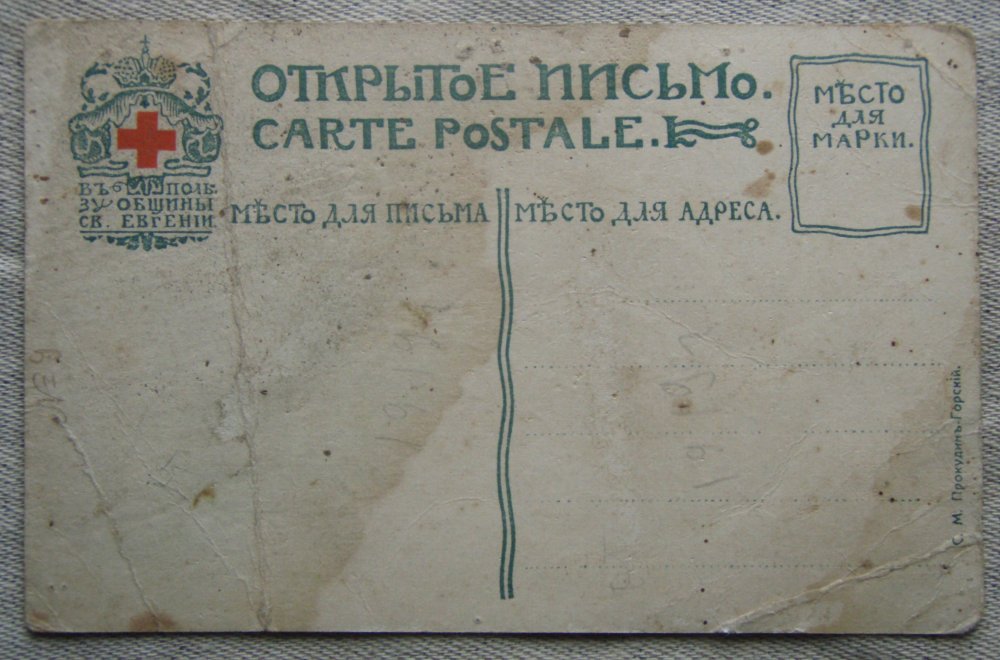 ОТКРЫТОЕ ПИСЬМО.
CARTE POSTALE.
МѢСТО
ДЛЯ
МАРКИ.
ВЪ ПОЛЬ-
ЗУ ОБЩИНЫ
СВ. ЕВГЕНІИ
МѢСТО ДЛЯ ПИСЬМА
МѢСТО ДЛЯ АДРЕСА.
С. М. Прокудинъ-Горскій.